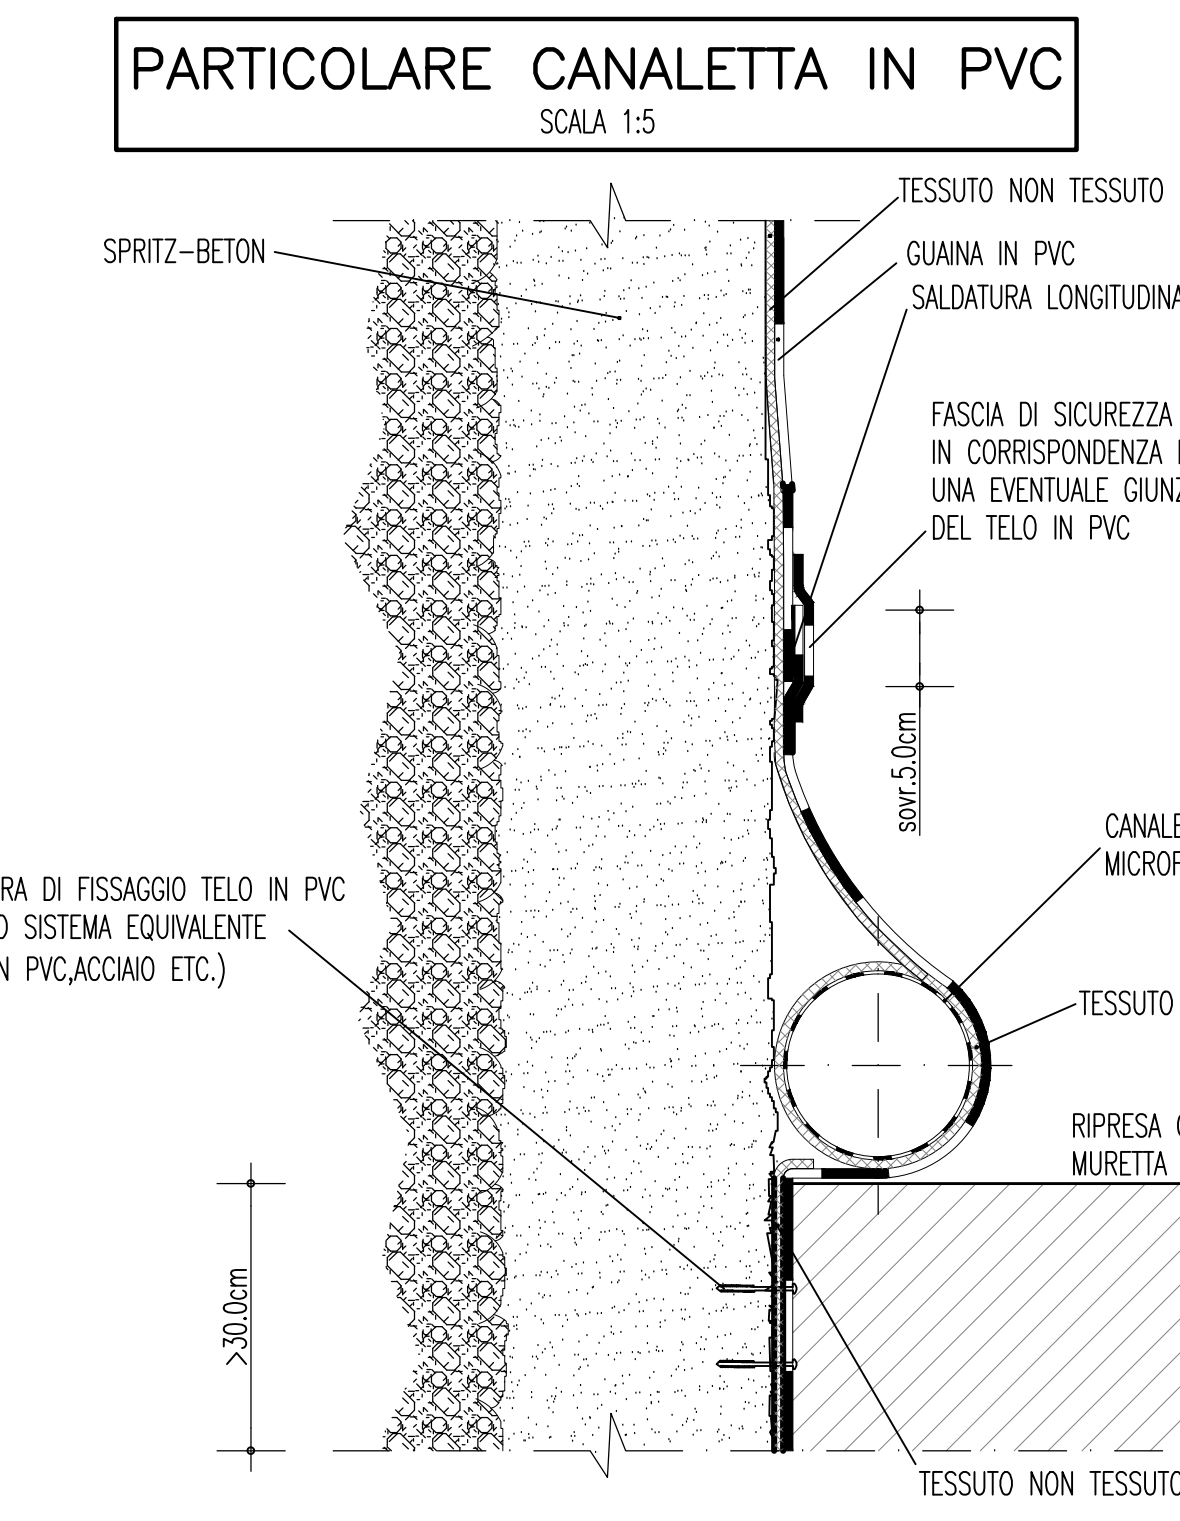 PARTICOLARE CANALETTA IN PVC
SCALA 1:5
TESSUTO NON TESSUTO
SPRITZ-BETON
GUAINA IN PVC
SALDATURA LONGITUDINA
FASCIA DI SICUREZZA
IN CORRISPONDENZA
UNA EVENTUALE GIUNZ
DEL TELO IN PVC
sovr.5.0cm
CANALE
MICROF
RA DI FISSAGGIO TELO IN PVC
O SISTEMA EQUIVALENTE
N PVC,ACCIAIO ETC.)
TESSUTO
RIPRESA
MURETTA
>30.0cm
TESSUTO NON TESSUTO